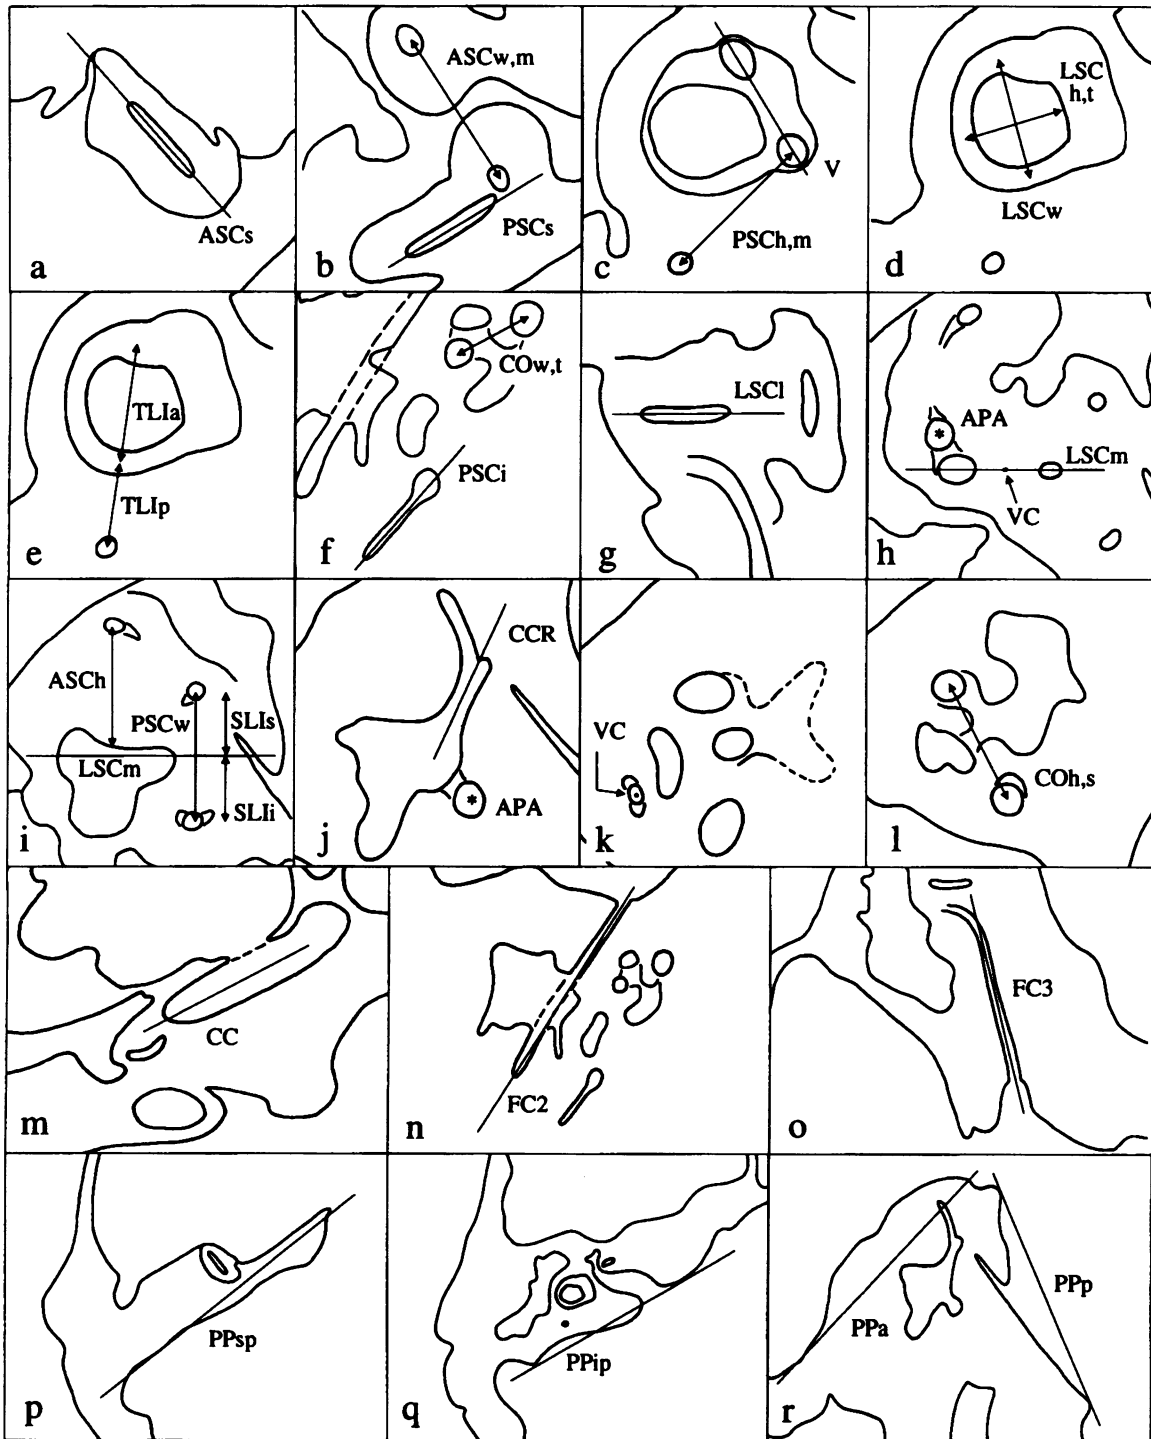 ASCs
a
ASCw,m
PSCs
b
V
PSCh,m
c
LSC
h,t
LSCw
d
TLIa
TLIp
e
COw,t
PSCi
f
LSCl
g
APA
*
LSCm
VC
h
ASCh
PSCw
SLIs
LSCm
SLIi
i
CCR
*
APA
j
VC
k
COh,s
l
CC
m
FC2
n
FC3
o
PPsp
p
PPip
q
PPp
PPa
r